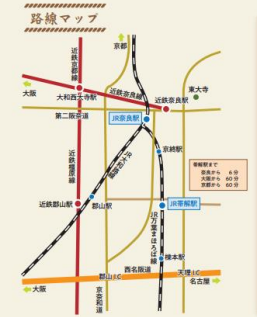 路線マップ
京都
近鉄京都線
近鉄奈良線
大阪
大和西大寺駅
近鉄奈良駅
東大寺
第二阪奈道
JR奈良駅
京終駅
JR大和路線
帯解駅まで
奈良から 6分
大阪から 60分
京都から 60分
近鉄橿原線
近鉄郡山駅
郡山駅
JR帯解駅
JR万葉まほろば線
櫟本駅
西名阪道
郡山IC
天理IC
大阪
名古屋
京奈和道